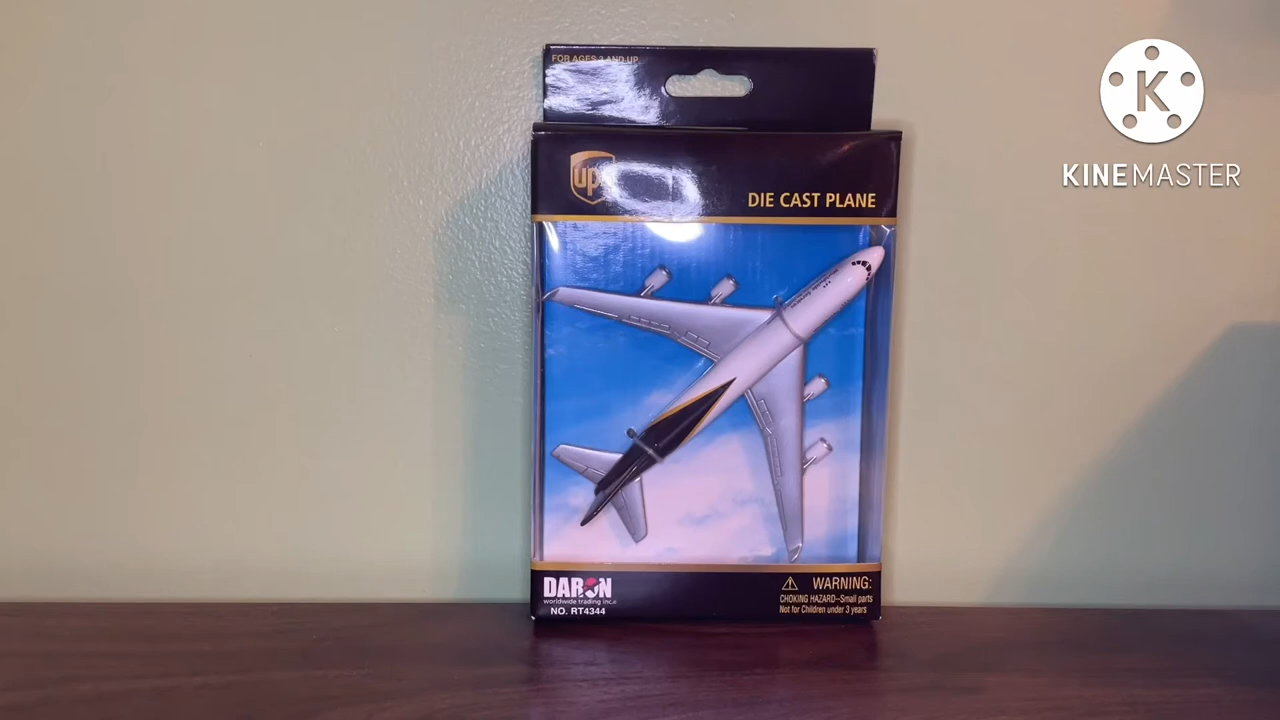 FOR AGES 3 AND UP
ups
DIE CAST PLANE
K
KINEMASTER
DARON
worldwide trading inc.
NO. RT4344
WARNING:
CHOKING HAZARD–Small parts
Not for Children under 3 years